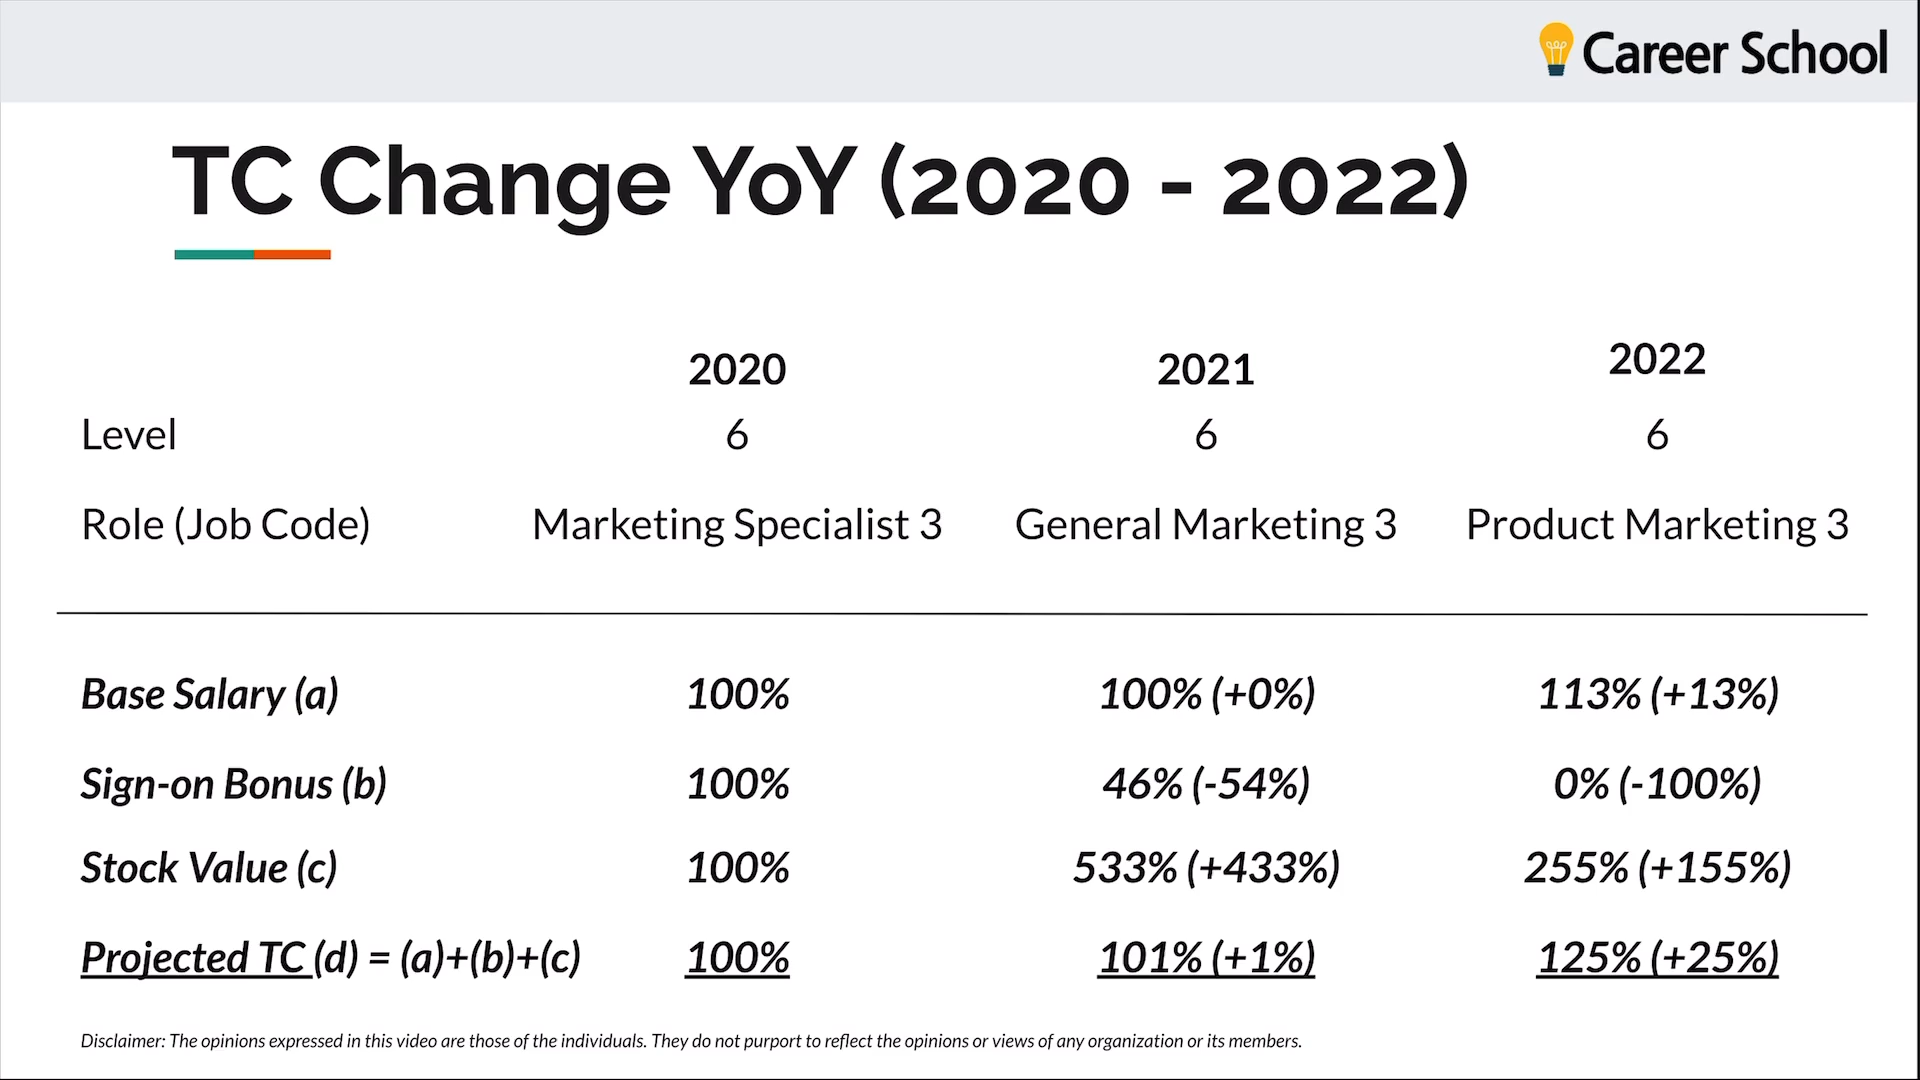 Career School
TC Change YoY (2020 - 2022)
2020 2021 2022
Level 6 6 6
Role (Job Code) Marketing Specialist 3 General Marketing 3 Product Marketing 3
Base Salary (a) 100% 100% (+0%) 113% (+13%)
Sign-on Bonus (b) 100% 46% (-54%) 0% (-100%)
Stock Value (c) 100% 533% (+433%) 255% (+155%)
Projected TC (d) = (a)+(b)+(c) 100% 101% (+1%) 125% (+25%)
Disclaimer: The opinions expressed in this video are those of the individuals. They do not purport to reflect the opinions or views of any organization or its members.